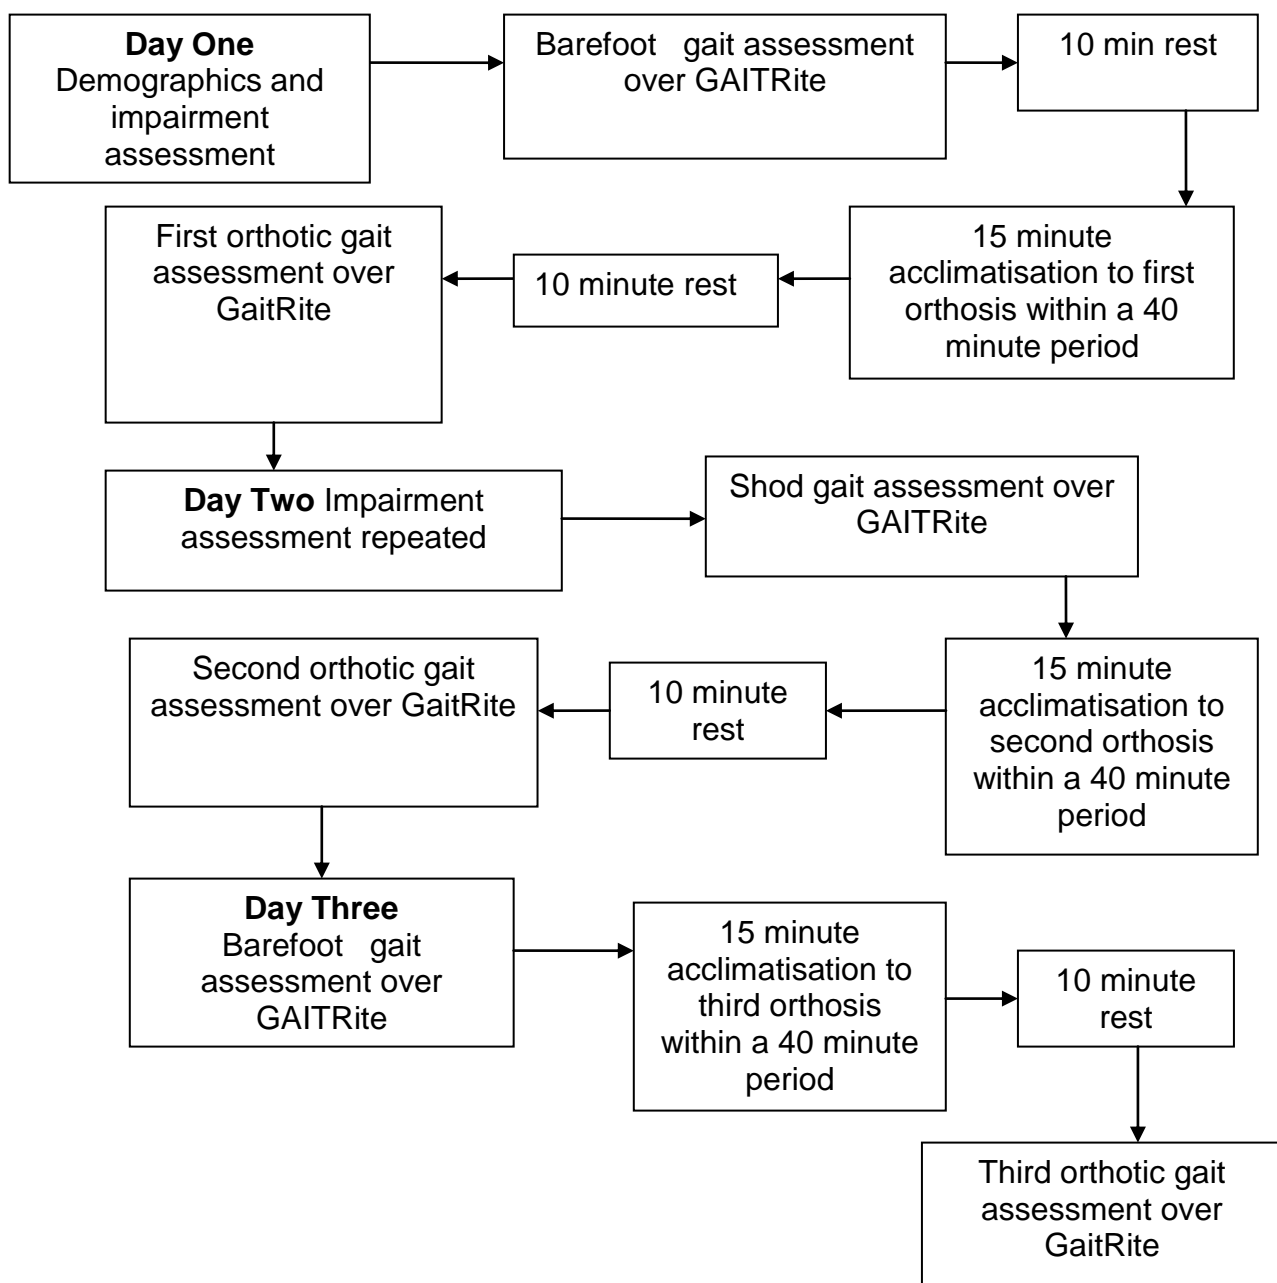 Day One
Demographics and
impairment
assessment
Barefoot gait assessment
over GAITRite
10 min rest
15 minute
acclimatisation to first
orthosis within a 40
minute period
10 minute rest
First orthotic gait
assessment over
GaitRite
Day Two Impairment
assessment repeated
Shod gait assessment over
GAITRite
15 minute
acclimatisation to
second orthosis
within a 40 minute
period
10 minute
rest
Second orthotic gait
assessment over GaitRite
Day Three
Barefoot gait
assessment over
GAITRite
15 minute
acclimatisation to
third orthosis
within a 40 minute
period
10 minute
rest
Third orthotic gait
assessment over
GaitRite